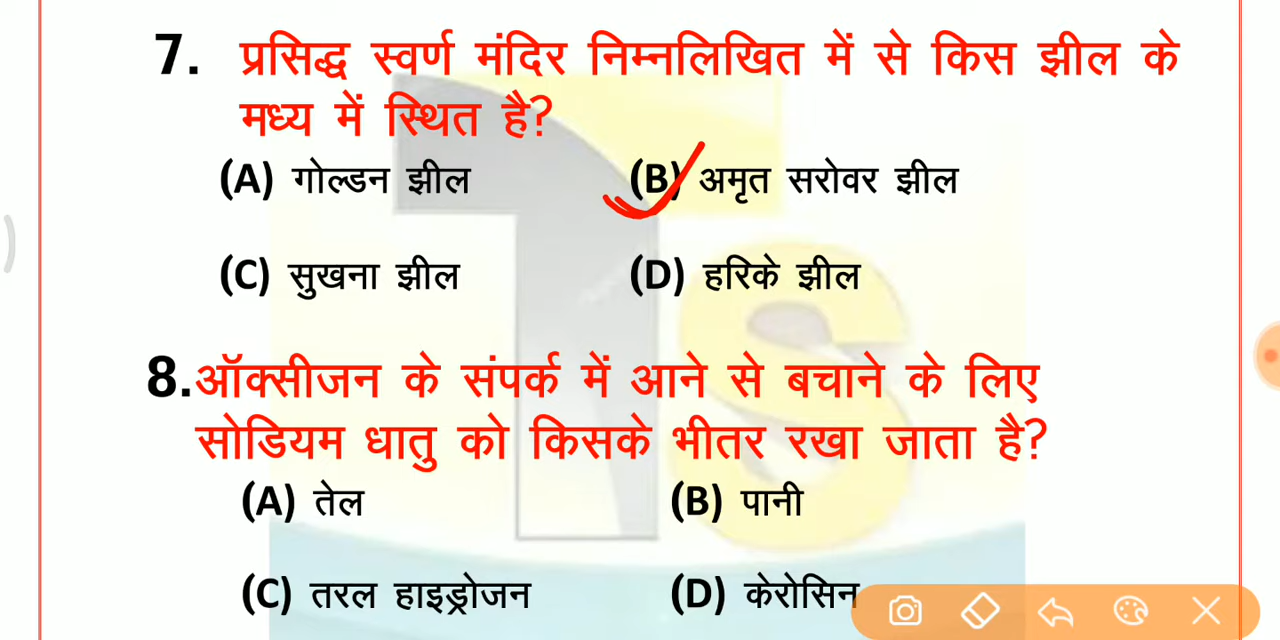 7. प्रसिद्ध स्वर्ण मंदिर निम्नलिखित में से किस झील के
मध्य में स्थित है?
(A) गोल्डन झील (B) अमृत सरोवर झील
(C) सुखना झील (D) हरिके झील
8.ऑक्सीजन के संपर्क में आने से बचाने के लिए
सोडियम धातु को किसके भीतर रखा जाता है?
(A) तेल (B) पानी
(C) तरल हाइड्रोजन (D) केरोसिन